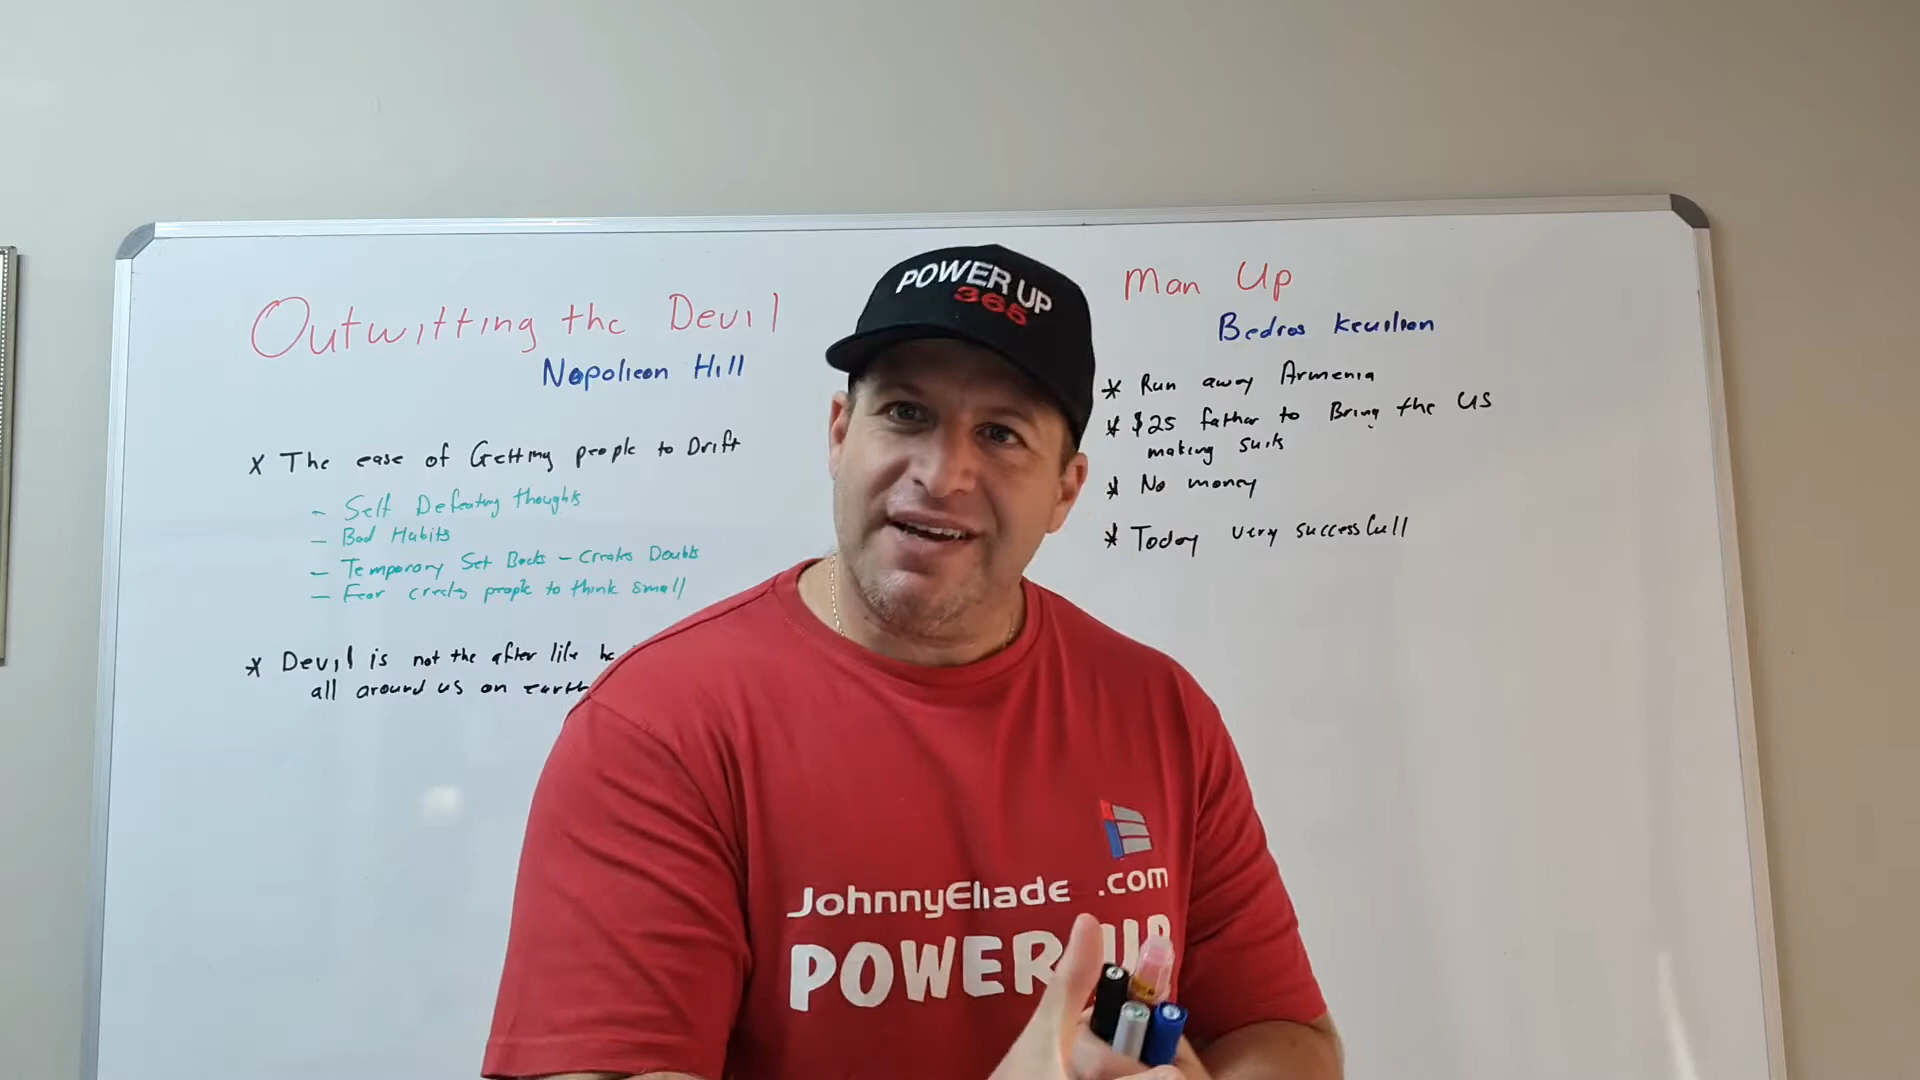 Outwitting the Devil
Napoleon Hill
X The ease of Getting people to Drift
- Self Defeating thoughts
- Bad Habits
- Temporary Set Backs - Creates Doubts
- Fear creates people to think small
* Devil is not the after life he
all around us on earth
Man Up
Bedros Keuilian
* Run away Armenia
* $25 father to Bring the US
making suits
* No money
* Today very successfull
POWER UP
365
JohnnyEliade .com
POWER UP